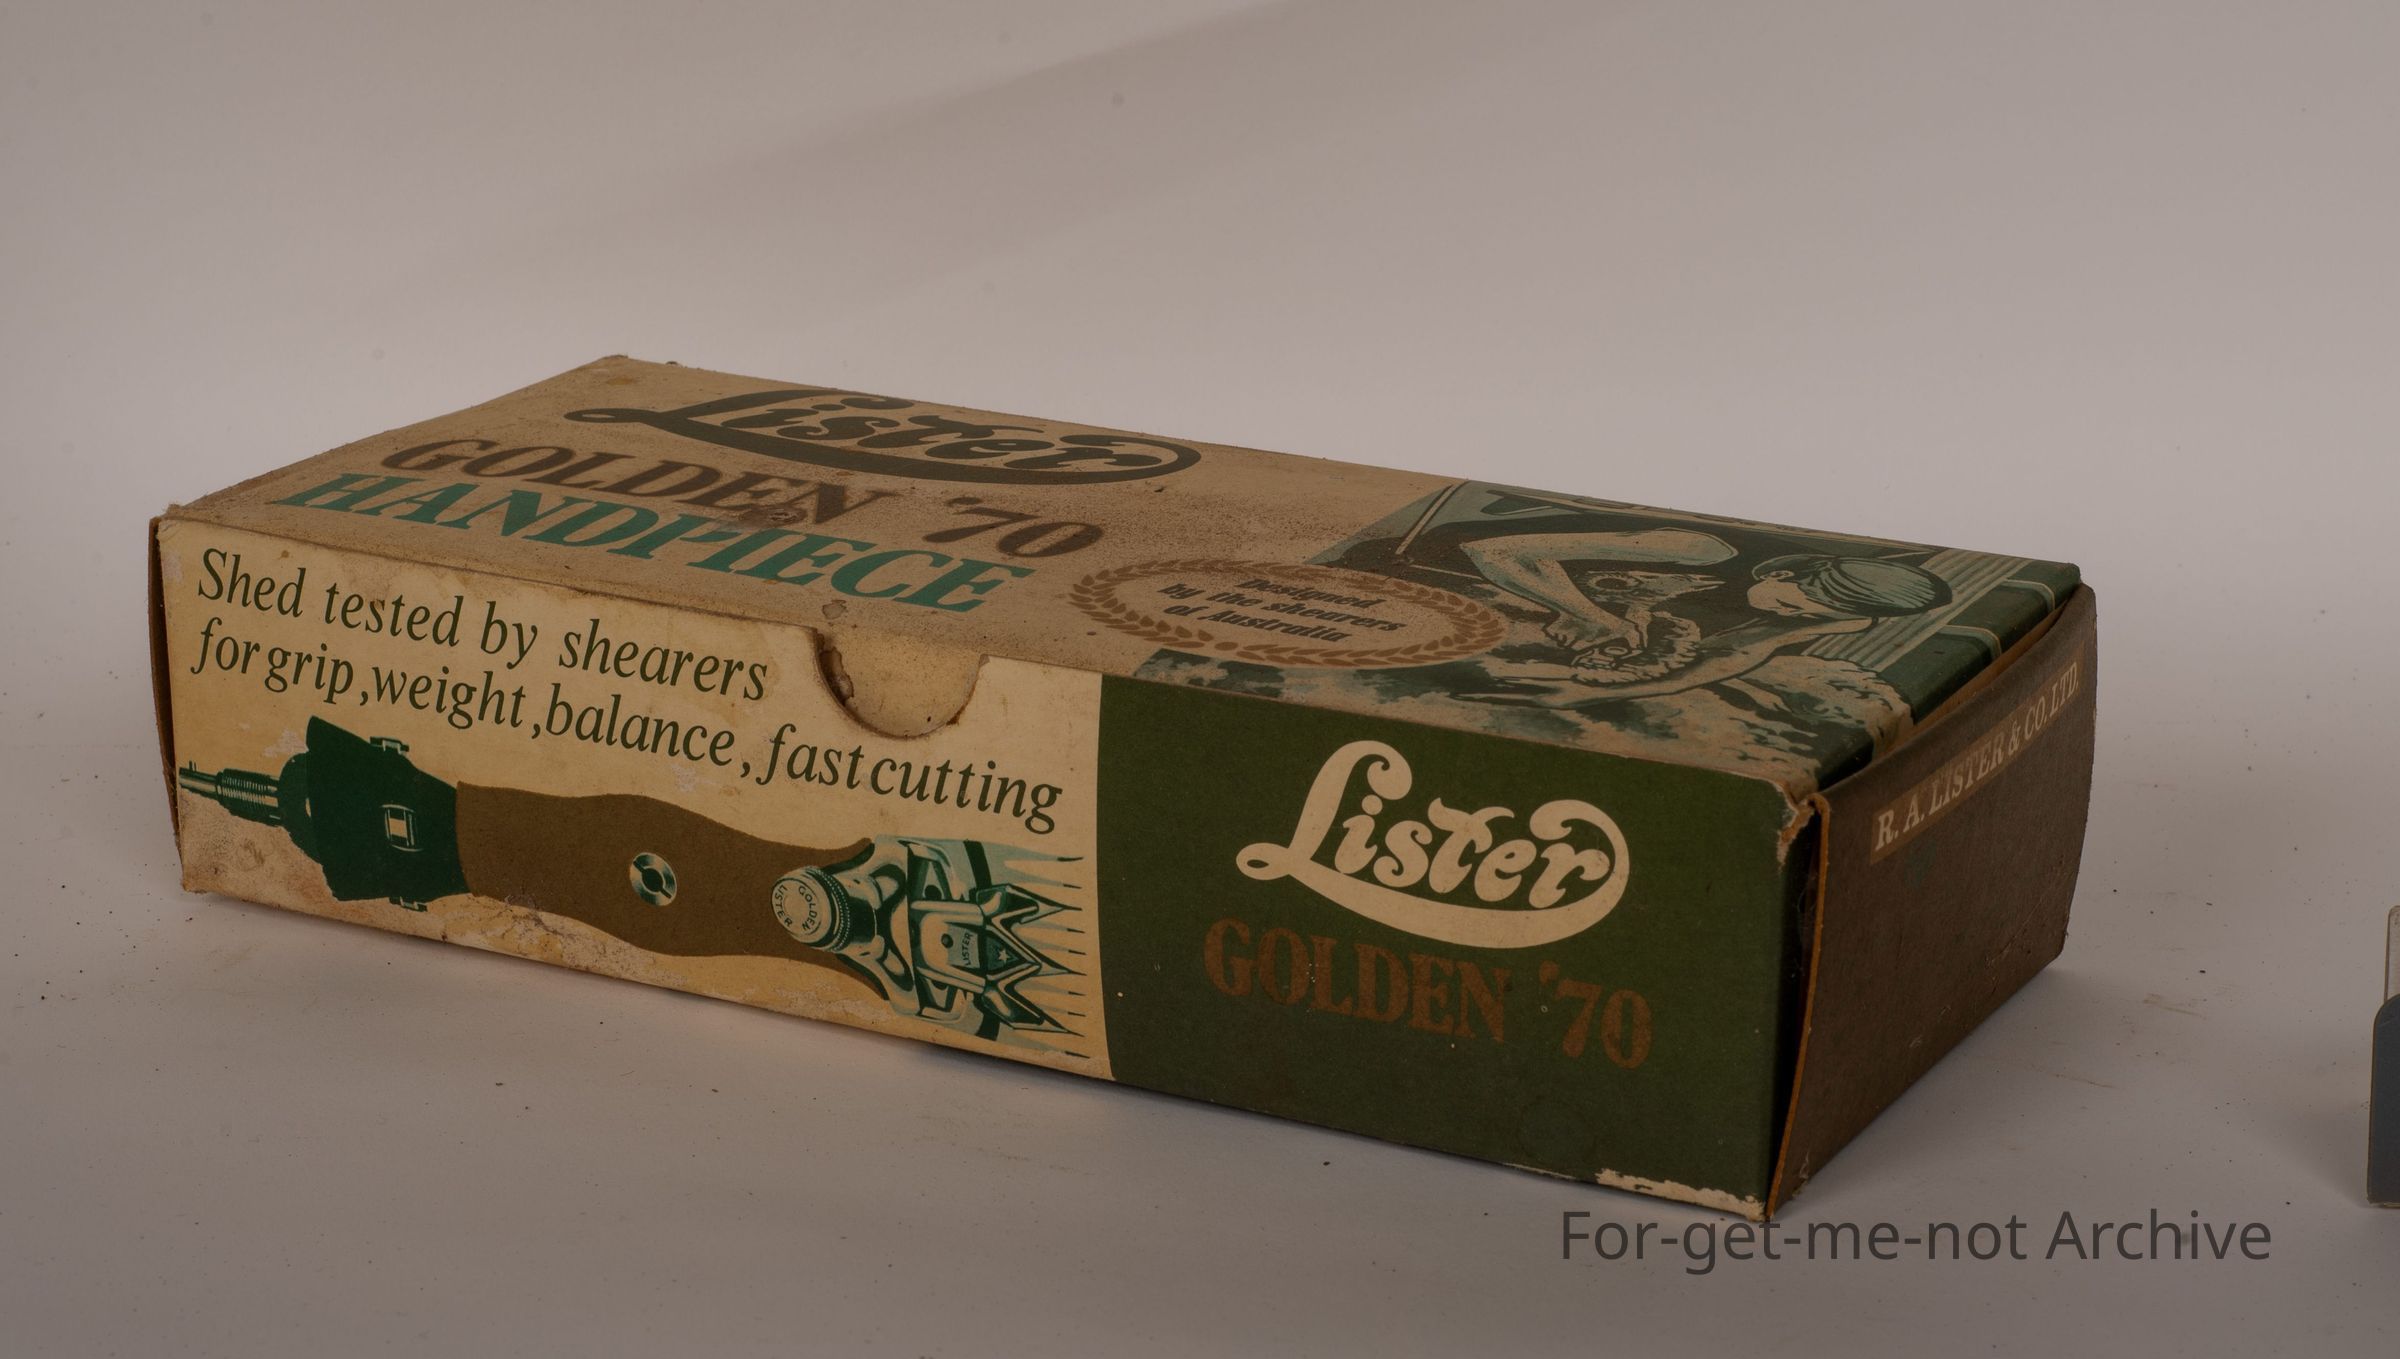 Lister
GOLDEN '70
HANDPIECE
Designed
by the shearers
of Australia
Shed tested by shearers
for grip, weight, balance, fast cutting
LISTER
GOLDEN
LISTER
Lister
GOLDEN '70
R. A. LISTER & CO. LTD.
For-get-me-not Archive